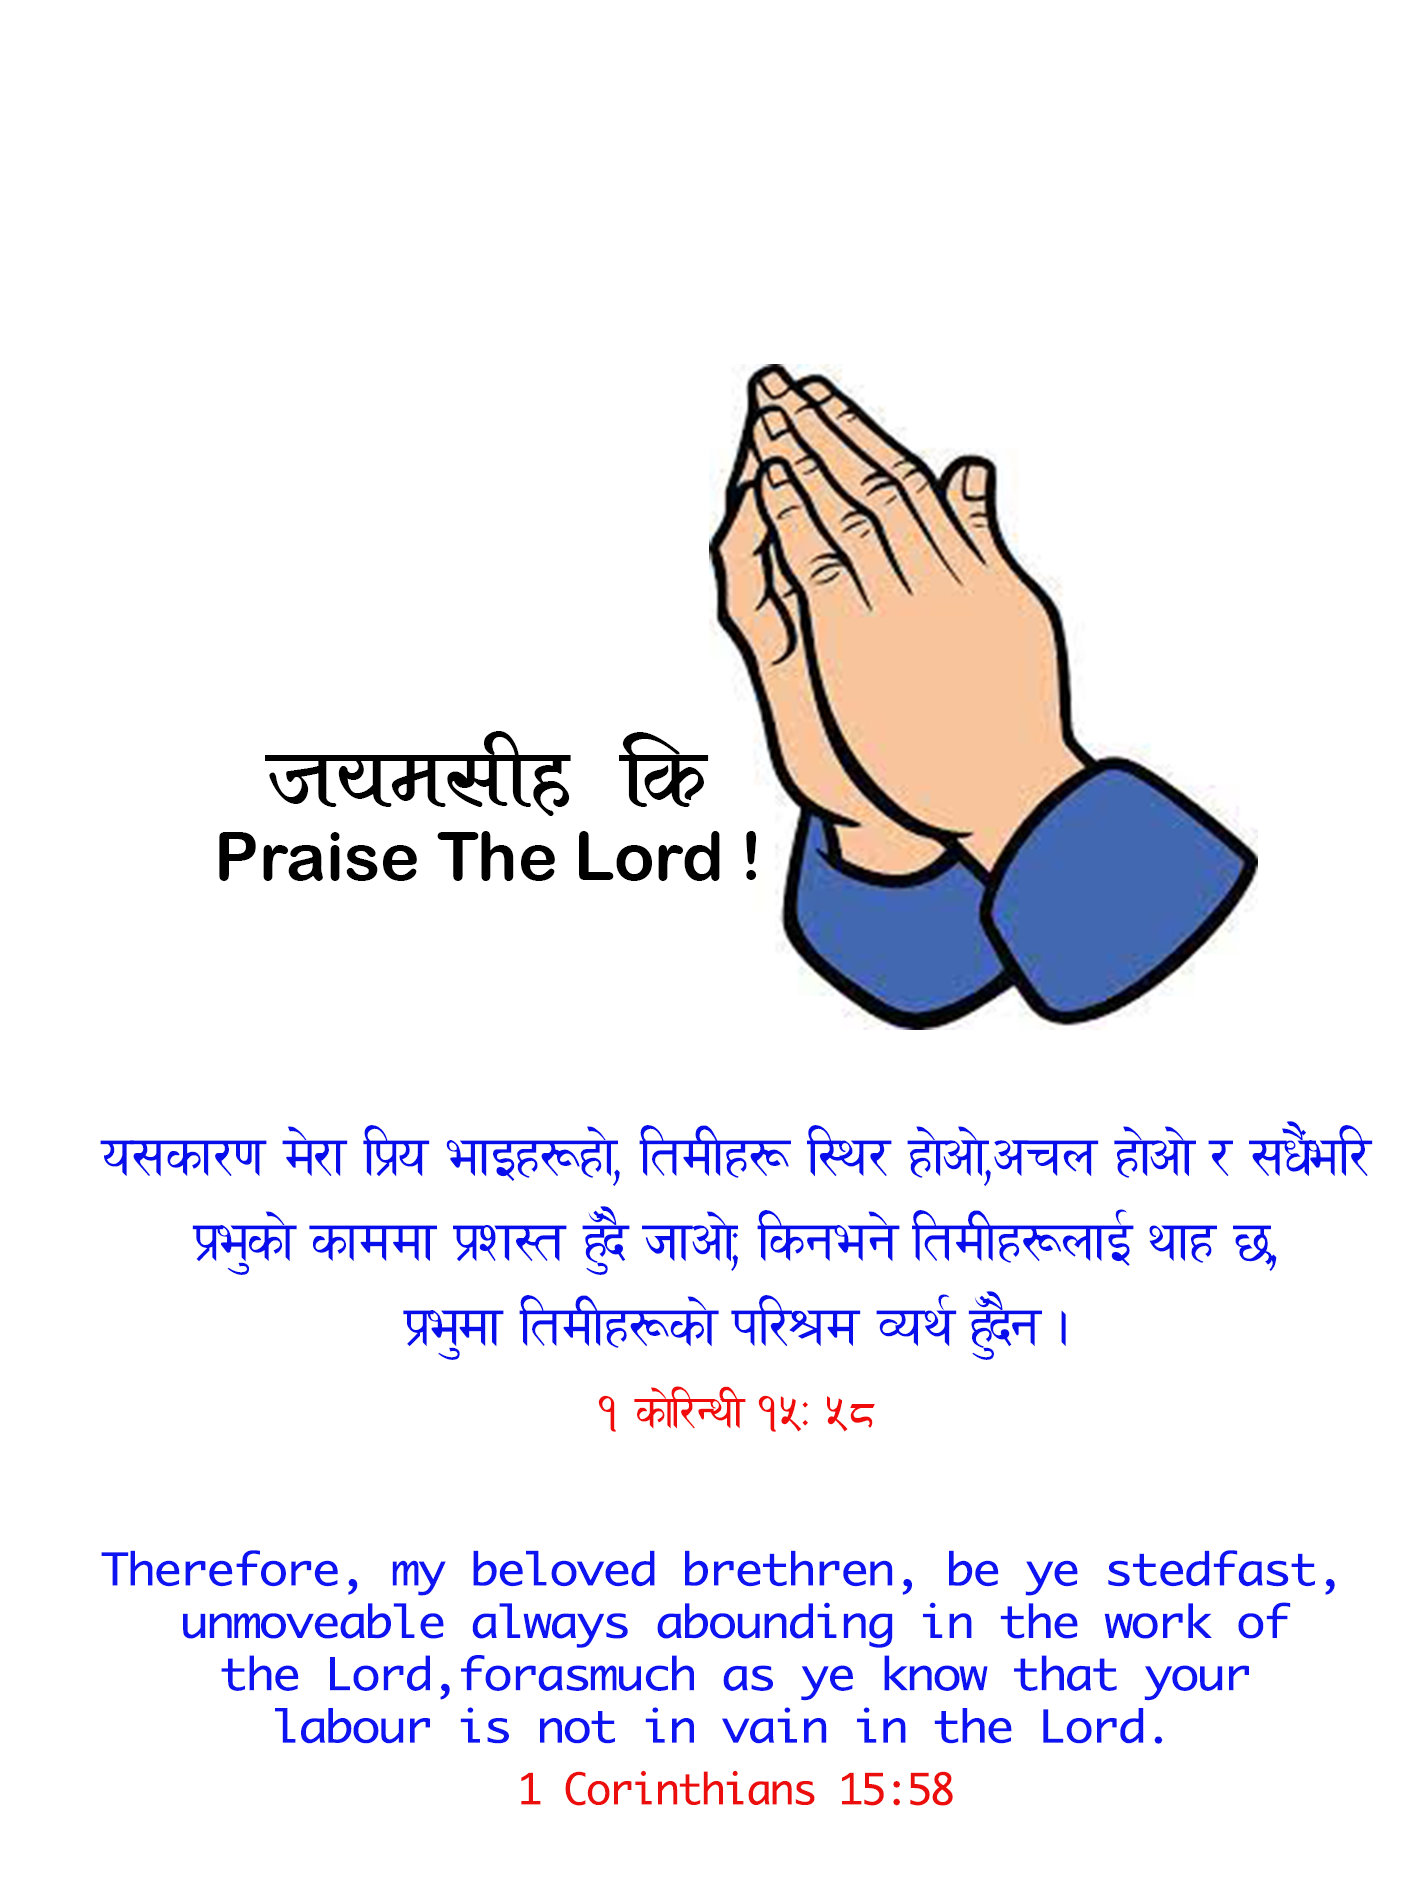 जयमसीह कि
Praise The Lord !
यसकारण मेरा प्रिय भाइहरूहो, तिमीहरू स्थिर होओ,अचल होओ र सधैंभरि
प्रभुको काममा प्रशस्त हुँदै जाओ; किनभने तिमीहरूलाई थाह छ,
प्रभुमा तिमीहरूको परिश्रम व्यर्थ हुँदैन ।
१ कोरिन्थी १५: ५८
Therefore, my beloved brethren, be ye stedfast,
unmoveable always abounding in the work of
the Lord,forasmuch as ye know that your
labour is not in vain in the Lord.
1 Corinthians 15:58